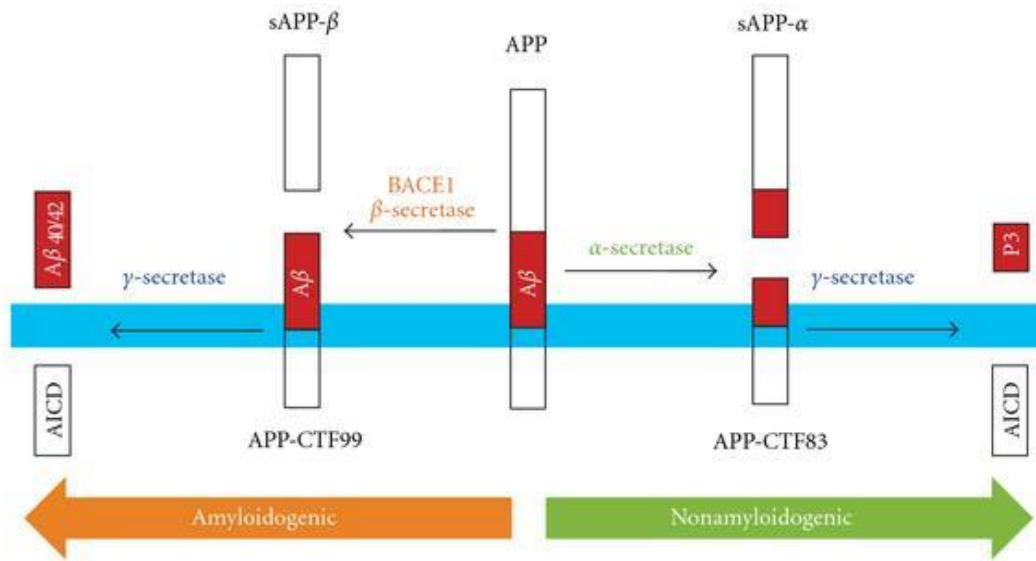 sAPP-β
APP
sAPP-α
BACE1
β-secretase
α-secretase
Aβ 40/42
γ-secretase
Aβ
Aβ
γ-secretase
P3
AICD
APP-CTF99
APP-CTF83
AICD
Amyloidogenic
Nonamyloidogenic